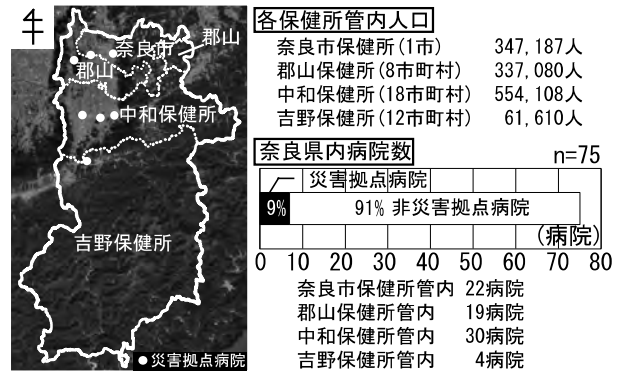 奈良市
郡山
郡山
中和保健所
吉野保健所
●災害拠点病院
各保健所管内人口
奈良市保健所(1市) 347,187人
郡山保健所(8市町村) 337,080人
中和保健所(18市町村) 554,108人
吉野保健所(12市町村) 61,610人
奈良県内病院数 n=75
災害拠点病院
9% 91% 非災害拠点病院
(病院)
0 10 20 30 40 50 60 70 80
奈良市保健所管内 22病院
郡山保健所管内 19病院
中和保健所管内 30病院
吉野保健所管内 4病院